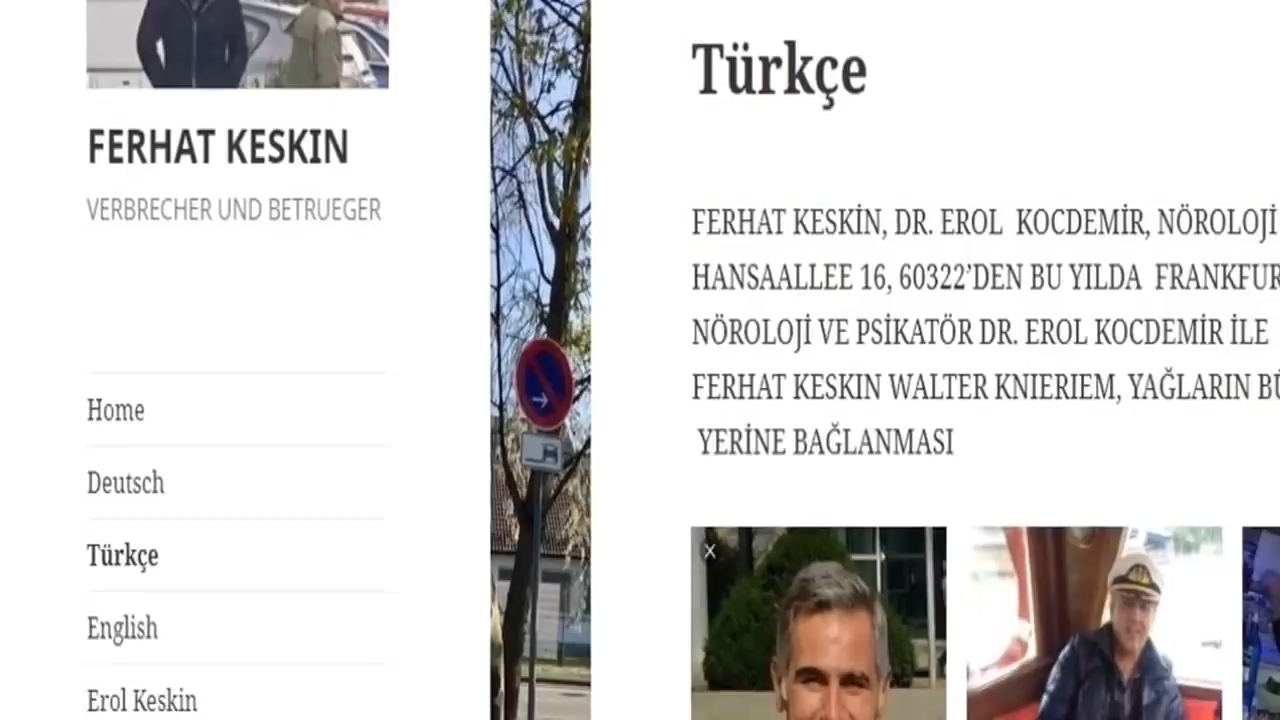 FERHAT KESKIN
VERBRECHER UND BETRUEGER
Home
Deutsch
Türkçe
English
Erol Keskin
Türkçe
FERHAT KESKİN, DR. EROL KOCDEMİR, NÖROLOJİ
HANSAALLEE 16, 60322’DEN BU YILDA FRANKFUR
NÖROLOJİ VE PSİKATÖR DR. EROL KOCDEMİR İLE
FERHAT KESKIN WALTER KNIERIEM, YAĞLARIN BÜ
YERİNE BAĞLANMASI